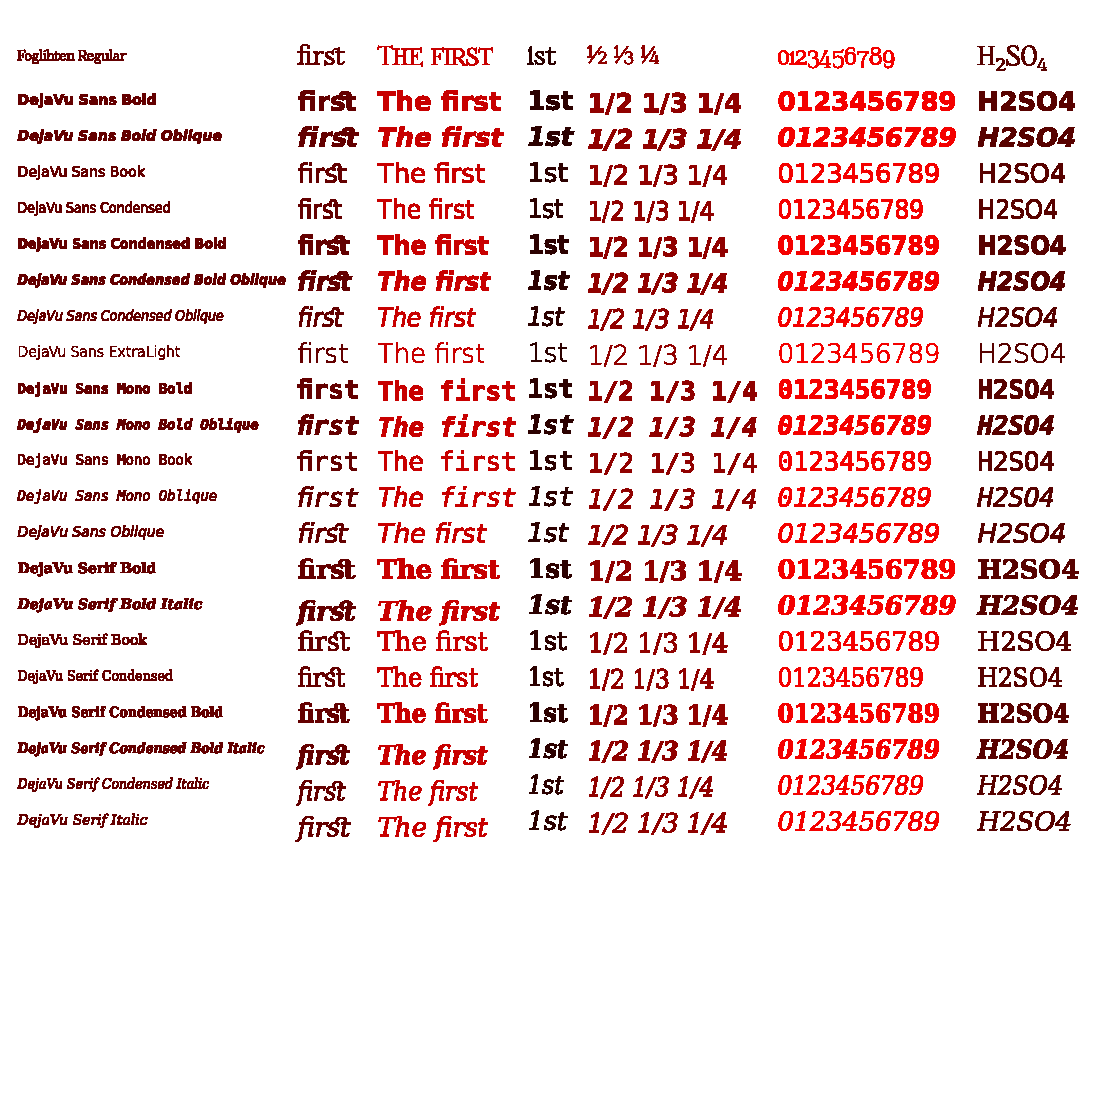 Foglihten Regular first THE FIRST 1st ½ ⅓ ¼ 0123456789 H₂SO₄
DejaVu Sans Bold first The first 1st 1/2 1/3 1/4 0123456789 H2SO4
DejaVu Sans Bold Oblique first The first 1st 1/2 1/3 1/4 0123456789 H2SO4
DejaVu Sans Book first The first 1st 1/2 1/3 1/4 0123456789 H2SO4
DejaVu Sans Condensed first The first 1st 1/2 1/3 1/4 0123456789 H2SO4
DejaVu Sans Condensed Bold first The first 1st 1/2 1/3 1/4 0123456789 H2SO4
DejaVu Sans Condensed Bold Oblique first The first 1st 1/2 1/3 1/4 0123456789 H2SO4
DejaVu Sans Condensed Oblique first The first 1st 1/2 1/3 1/4 0123456789 H2SO4
DejaVu Sans ExtraLight first The first 1st 1/2 1/3 1/4 0123456789 H2SO4
DejaVu Sans Mono Bold first The first 1st 1/2 1/3 1/4 0123456789 H2SO4
DejaVu Sans Mono Bold Oblique first The first 1st 1/2 1/3 1/4 0123456789 H2SO4
DejaVu Sans Mono Book first The first 1st 1/2 1/3 1/4 0123456789 H2SO4
DejaVu Sans Mono Oblique first The first 1st 1/2 1/3 1/4 0123456789 H2SO4
DejaVu Sans Oblique first The first 1st 1/2 1/3 1/4 0123456789 H2SO4
DejaVu Serif Bold first The first 1st 1/2 1/3 1/4 0123456789 H2SO4
DejaVu Serif Bold Italic first The first 1st 1/2 1/3 1/4 0123456789 H2SO4
DejaVu Serif Book first The first 1st 1/2 1/3 1/4 0123456789 H2SO4
DejaVu Serif Condensed first The first 1st 1/2 1/3 1/4 0123456789 H2SO4
DejaVu Serif Condensed Bold first The first 1st 1/2 1/3 1/4 0123456789 H2SO4
DejaVu Serif Condensed Bold Italic first The first 1st 1/2 1/3 1/4 0123456789 H2SO4
DejaVu Serif Condensed Italic first The first 1st 1/2 1/3 1/4 0123456789 H2SO4
DejaVu Serif Italic first The first 1st 1/2 1/3 1/4 0123456789 H2SO4